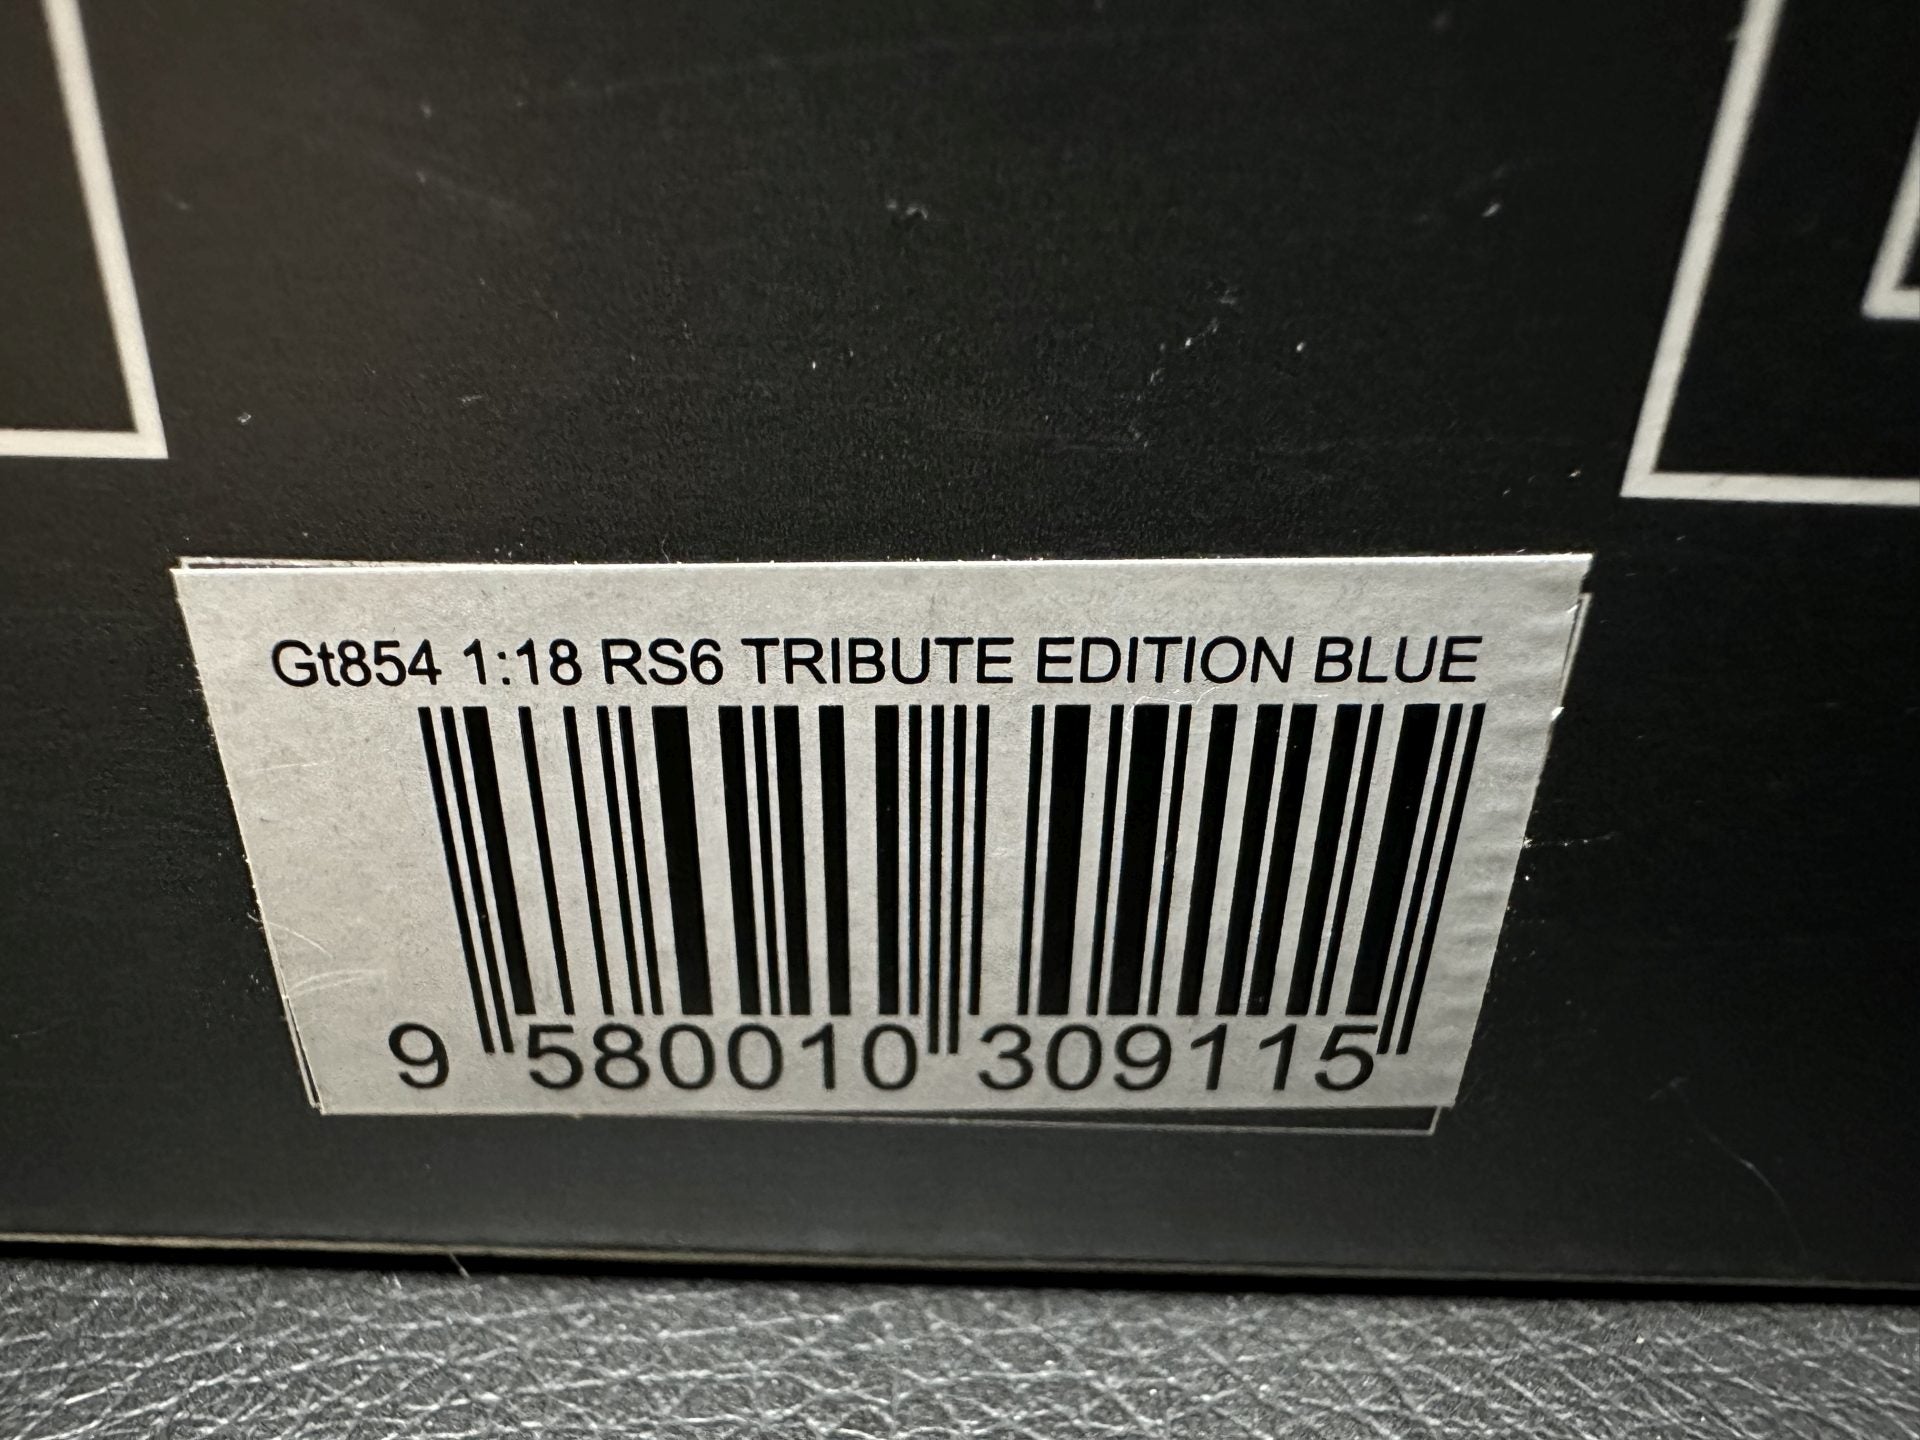 Gt854 1:18 RS6 TRIBUTE EDITION BLUE
9 580010 309115